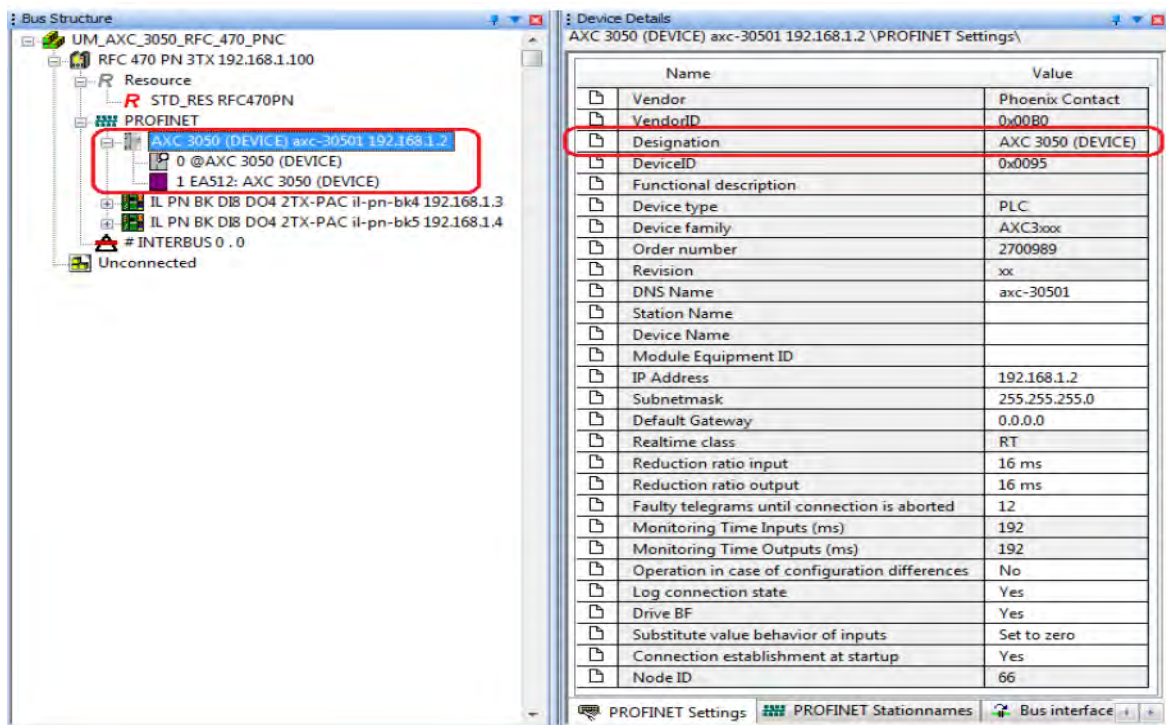 Bus Structure
UM_AXC_3050_RFC_470_PNC
RFC 470 PN 3TX 192.168.1.100
R Resource
R STD_RES RFC470PN
PROFINET
AXC 3050 (DEVICE) axc-30501 192.168.1.2
0 @AXC 3050 (DEVICE)
1 EA512: AXC 3050 (DEVICE)
IL PN BK DI8 DO4 2TX-PAC il-pn-bk4 192.168.1.3
IL PN BK DI8 DO4 2TX-PAC il-pn-bk5 192.168.1.4
# INTERBUS 0 . 0
Unconnected
Device Details
AXC 3050 (DEVICE) axc-30501 192.168.1.2 \PROFINET Settings\
Name Value
Vendor Phoenix Contact
VendorID 0x00B0
Designation AXC 3050 (DEVICE)
DeviceID 0x0095
Functional description
Device type PLC
Device family AXC3xxx
Order number 2700989
Revision xx
DNS Name axc-30501
Station Name
Device Name
Module Equipment ID
IP Address 192.168.1.2
Subnetmask 255.255.255.0
Default Gateway 0.0.0.0
Realtime class RT
Reduction ratio input 16 ms
Reduction ratio output 16 ms
Faulty telegrams until connection is aborted 12
Monitoring Time Inputs (ms) 192
Monitoring Time Outputs (ms) 192
Operation in case of configuration differences No
Log connection state Yes
Drive BF Yes
Substitute value behavior of inputs Set to zero
Connection establishment at startup Yes
Node ID 66
PROFINET Settings PROFINET Stationnames Bus interface